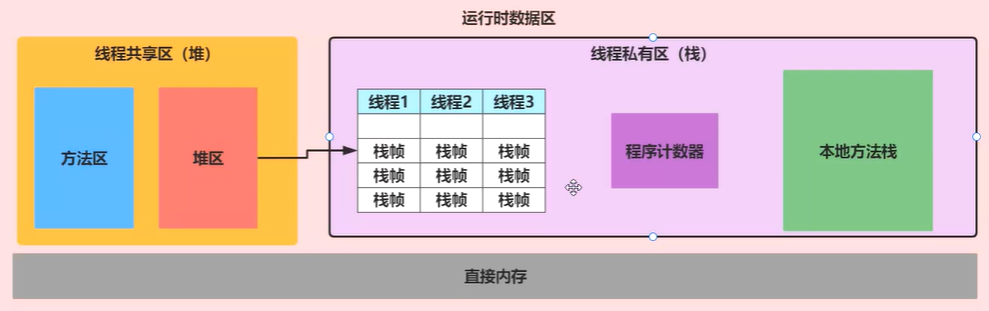 运行时数据区
线程共享区（堆）
方法区
堆区
线程私有区（栈）
线程1 线程2 线程3
栈帧 栈帧 栈帧
栈帧 栈帧 栈帧
栈帧 栈帧 栈帧
程序计数器
本地方法栈
直接内存